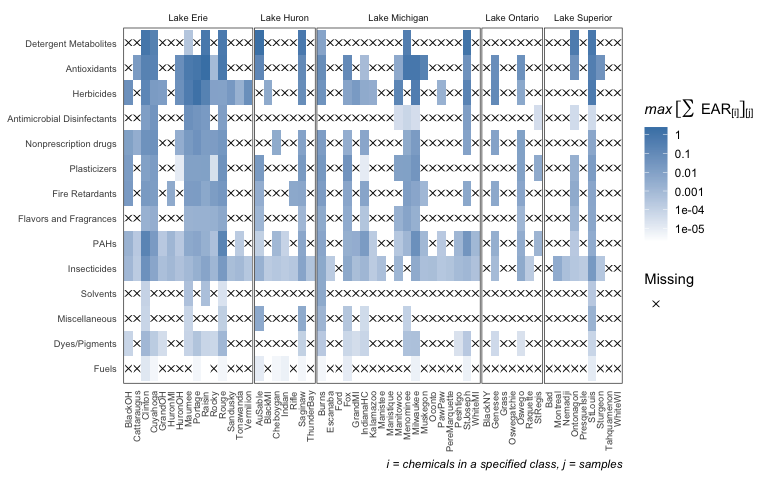 Lake Erie Lake Huron Lake Michigan Lake Ontario Lake Superior
Detergent Metabolites
Antioxidants
Herbicides
Antimicrobial Disinfectants
Nonprescription drugs
Plasticizers
Fire Retardants
Flavors and Fragrances
PAHs
Insecticides
Solvents
Miscellaneous
Dyes/Pigments
Fuels
BlackOH
Cattaraugus
Clinton
Cuyahoga
GrandOH
HuronMI
HuronOH
Maumee
Portage
Raisin
Rocky
Rouge
Sandusky
Tonawanda
Vermilion
AuSable
BlackMI
Cheboygan
Indian
Rifle
Saginaw
ThunderBay
Burns
Escanaba
Ford
Fox
GrandMI
IndianaHC
Kalamazoo
Manistee
Manistique
Manitowoc
Menominee
Milwaukee
Muskegon
Oconto
PawPaw
PereMarquette
Peshtigo
StJoseph
WhiteMI
BlackNY
Genesee
Grass
Oswegatchie
Oswego
Raquette
StRegis
Bad
Montreal
Nemadji
Ontonagon
PresqueIsle
StLouis
Sturgeon
Tahquamenon
WhiteWI
i = chemicals in a specified class, j = samples
max [∑ EAR[i]][j]
1
0.1
0.01
0.001
1e-04
1e-05
Missing